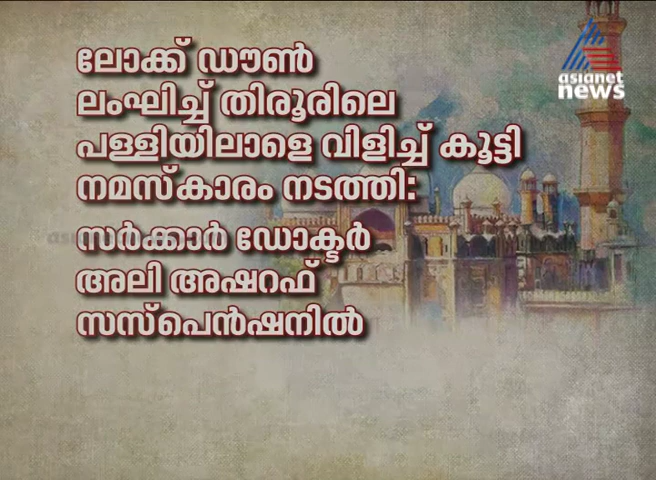 asianet
news
ലോക്ക് ഡൗൺ
ലംഘിച്ച് തിരൂരിലെ
പള്ളിയിലാളെ വിളിച്ച് കൂട്ടി
നമസ്കാരം നടത്തി:
സർക്കാർ ഡോക്ടർ
അലി അഷറഫ്
സസ്പെൻഷനിൽ